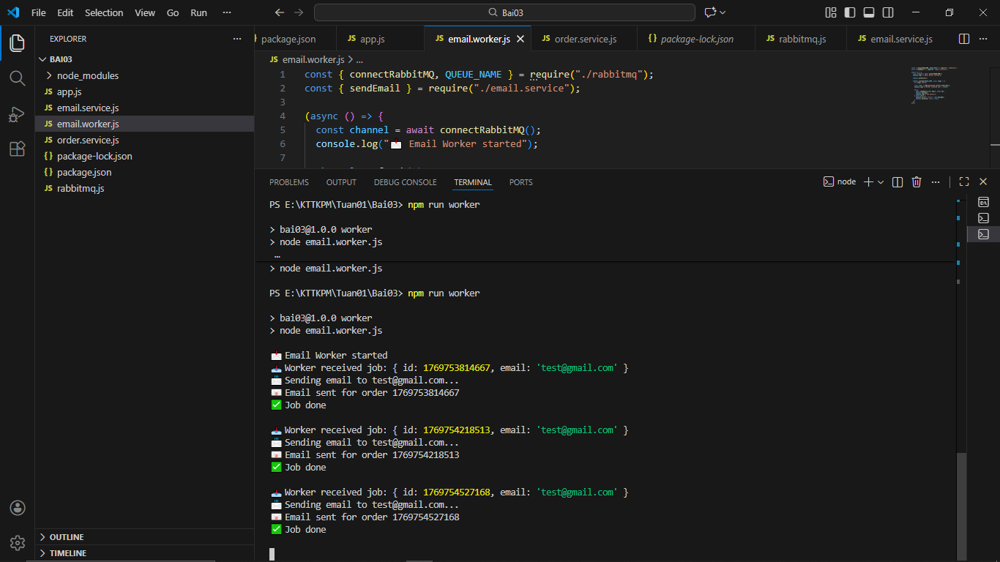 File Edit Selection View Go Run ···
Bai03
EXPLORER
···
BAI03
node_modules
JS app.js
JS email.service.js
JS email.worker.js
JS order.service.js
{} package-lock.json
{} package.json
JS rabbitmq.js
OUTLINE
TIMELINE
{} package.json
JS app.js
JS email.worker.js
JS order.service.js
{} package-lock.json
JS rabbitmq.js
JS email.service.js
···
JS email.worker.js > ...
1 const { connectRabbitMQ, QUEUE_NAME } = require("./rabbitmq");
2 const { sendEmail } = require("./email.service");
3
4 (async () => {
5 const channel = await connectRabbitMQ();
6 console.log("📩 Email Worker started");
7
PROBLEMS OUTPUT DEBUG CONSOLE TERMINAL PORTS
node
···
PS E:\KTTKPM\Tuan01\Bai03> npm run worker
> bai03@1.0.0 worker
> node email.worker.js
…
> node email.worker.js
PS E:\KTTKPM\Tuan01\Bai03> npm run worker
> bai03@1.0.0 worker
> node email.worker.js
📩 Email Worker started
📥 Worker received job: { id: 1769753814667, email: 'test@gmail.com' }
📨 Sending email to test@gmail.com...
💌 Email sent for order 1769753814667
✅ Job done
📥 Worker received job: { id: 1769754218513, email: 'test@gmail.com' }
📨 Sending email to test@gmail.com...
💌 Email sent for order 1769754218513
✅ Job done
📥 Worker received job: { id: 1769754527168, email: 'test@gmail.com' }
📨 Sending email to test@gmail.com...
💌 Email sent for order 1769754527168
✅ Job done